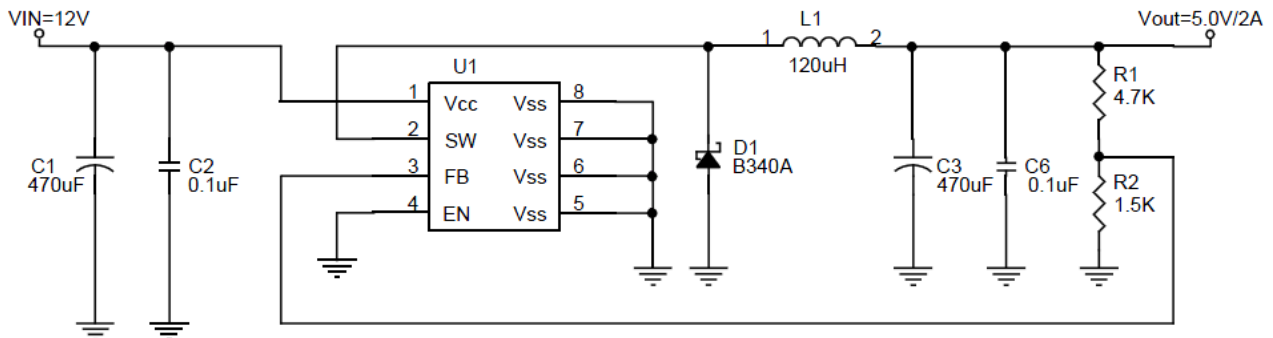 VIN=12V
L1
Vout=5.0V/2A
1
2
120uH
U1
1
Vcc
Vss
8
2
SW
Vss
7
3
FB
Vss
6
4
EN
Vss
5
C1
470uF
C2
0.1uF
D1
B340A
C3
470uF
C6
0.1uF
R1
4.7K
R2
1.5K